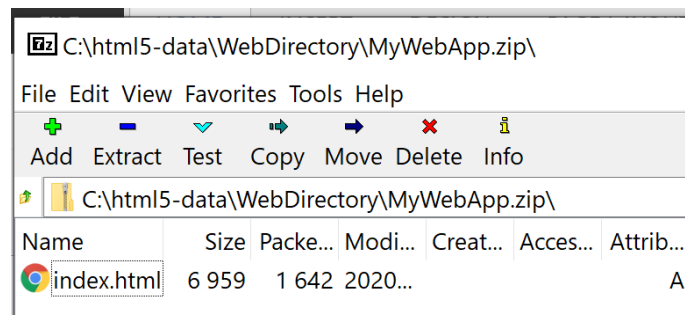 7z C:\html5-data\WebDirectory\MyWebApp.zip\
File Edit View Favorites Tools Help
Add Extract Test Copy Move Delete Info
C:\html5-data\WebDirectory\MyWebApp.zip\
Name Size Packe... Modi... Creat... Acces... Attrib...
index.html 6 959 1 642 2020... A